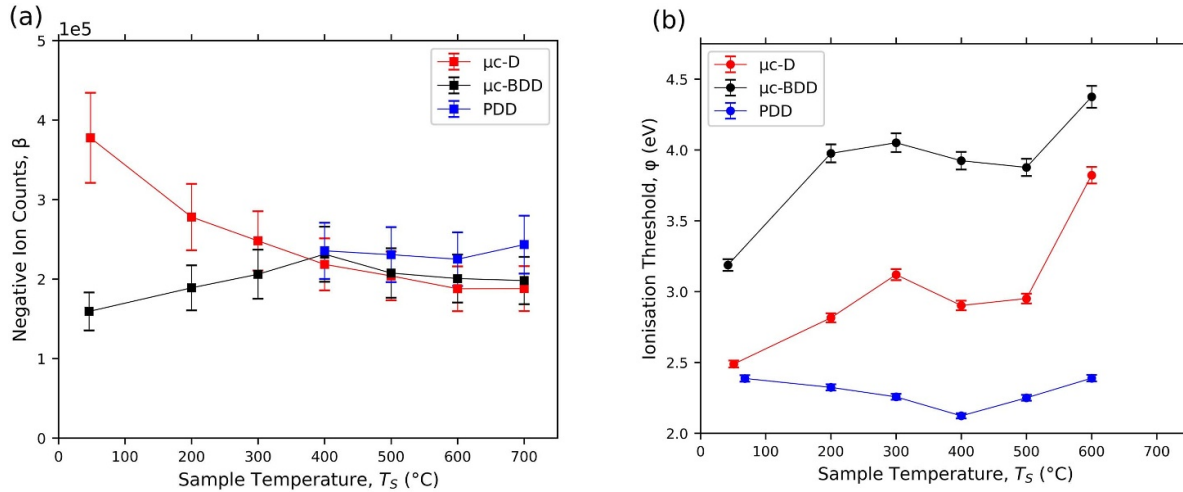 (a)
1e5
5
4
3
2
1
0
Negative Ion Counts, β
µc-D
µc-BDD
PDD
0 100 200 300 400 500 600 700
Sample Temperature, T_S (°C)
(b)
4.5
4.0
3.5
3.0
2.5
2.0
Ionisation Threshold, φ (eV)
µc-D
µc-BDD
PDD
0 100 200 300 400 500 600 700
Sample Temperature, T_S (°C)